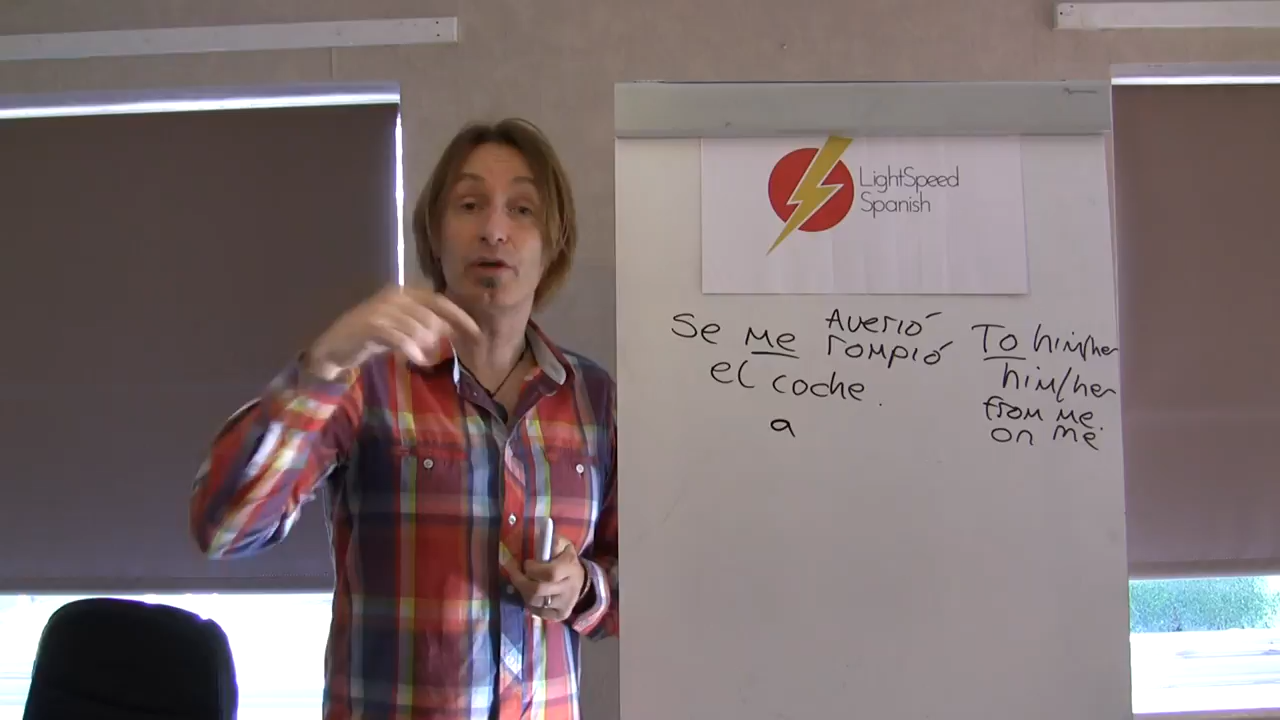 LightSpeed
Spanish
Se me averió
rompió
el coche.
a
To him/her
him/her
from me.
on me